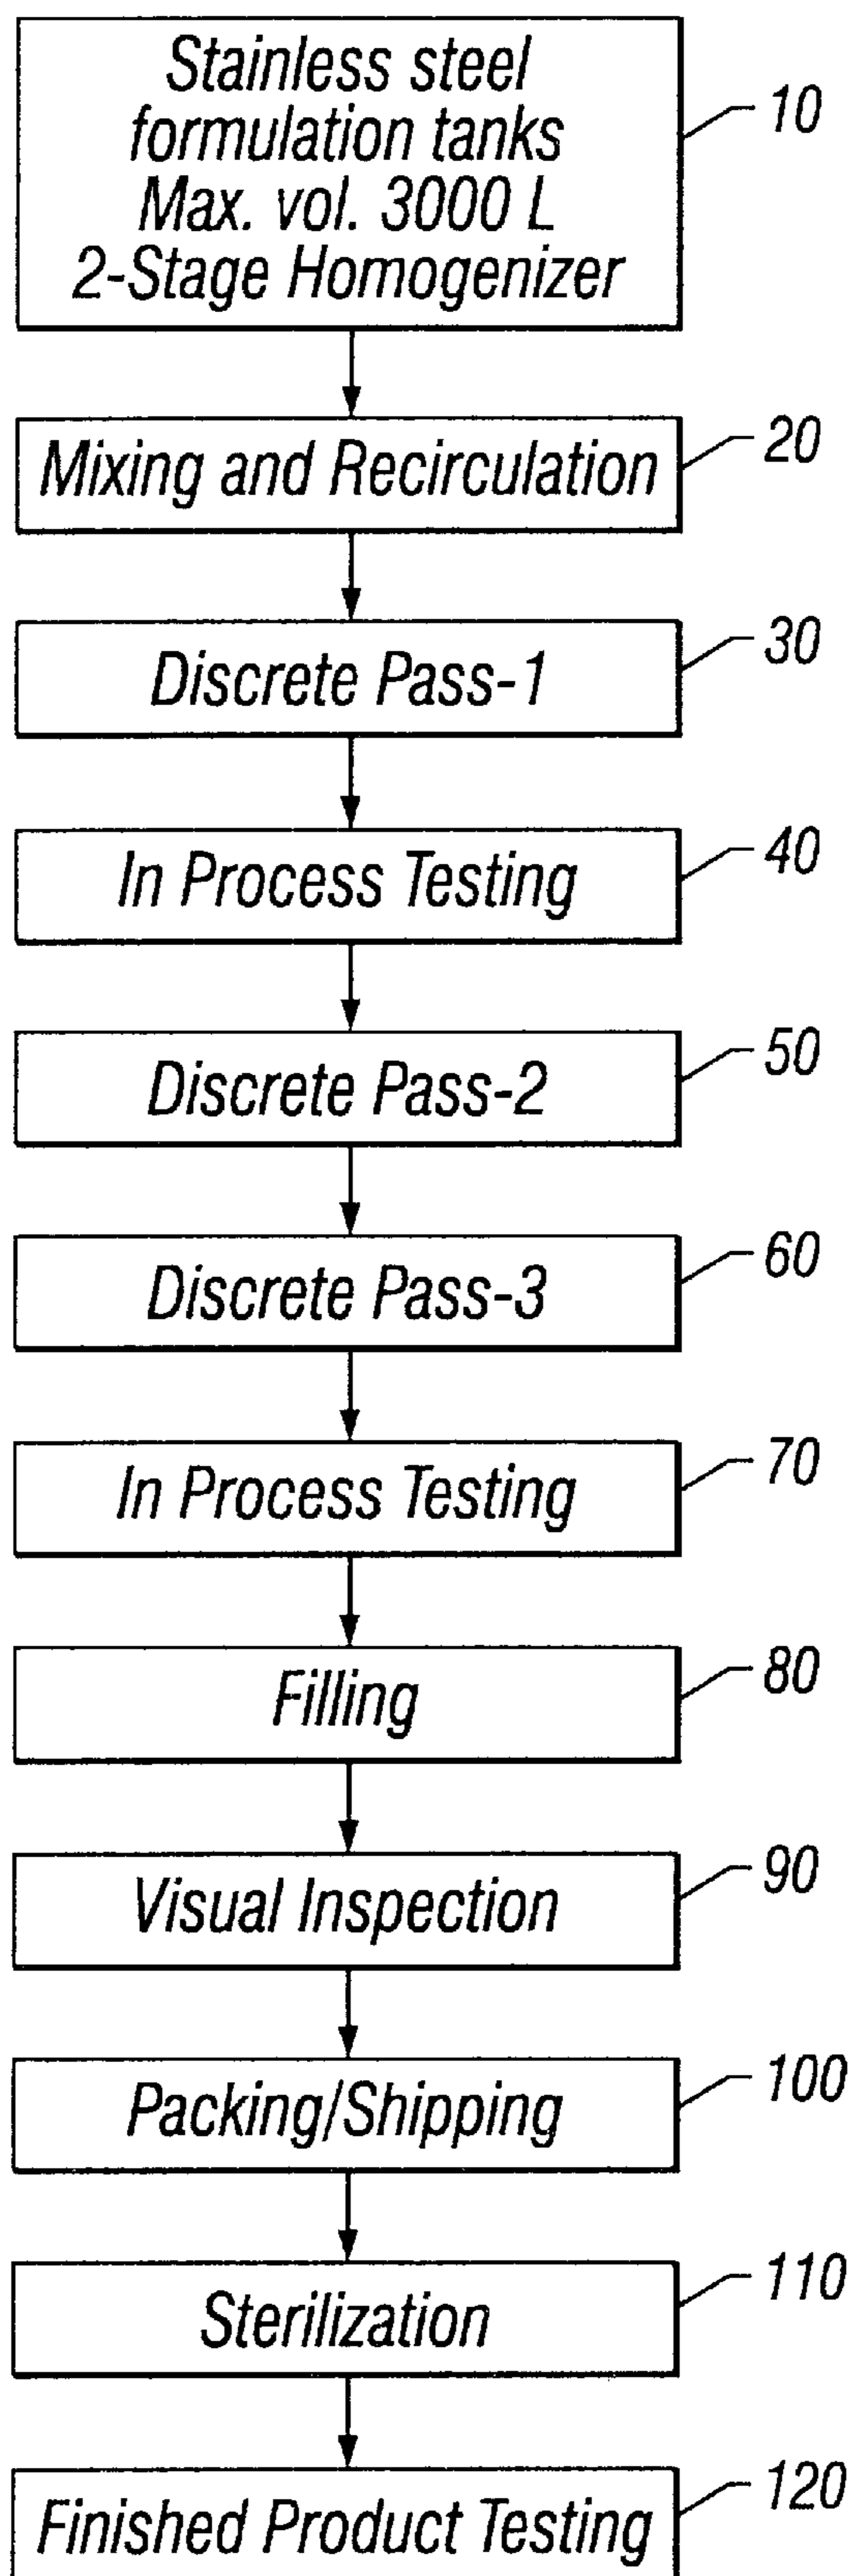 Stainless steel
formulation tanks
Max. vol. 3000 L
2-Stage Homogenizer
10
Mixing and Recirculation
20
Discrete Pass-1
30
In Process Testing
40
Discrete Pass-2
50
Discrete Pass-3
60
In Process Testing
70
Filling
80
Visual Inspection
90
Packing/Shipping
100
Sterilization
110
Finished Product Testing
120